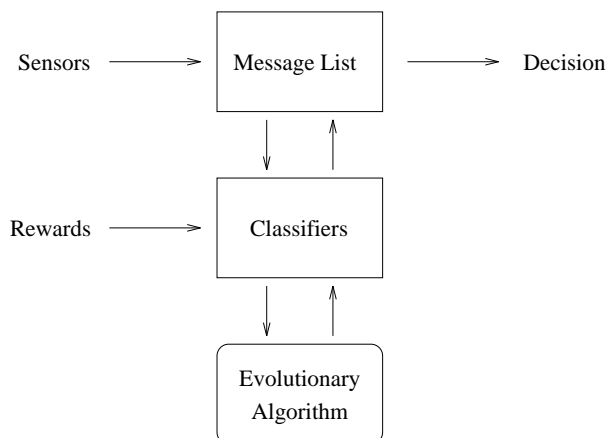 Sensors
Message List
Decision
Rewards
Classifiers
Evolutionary
Algorithm